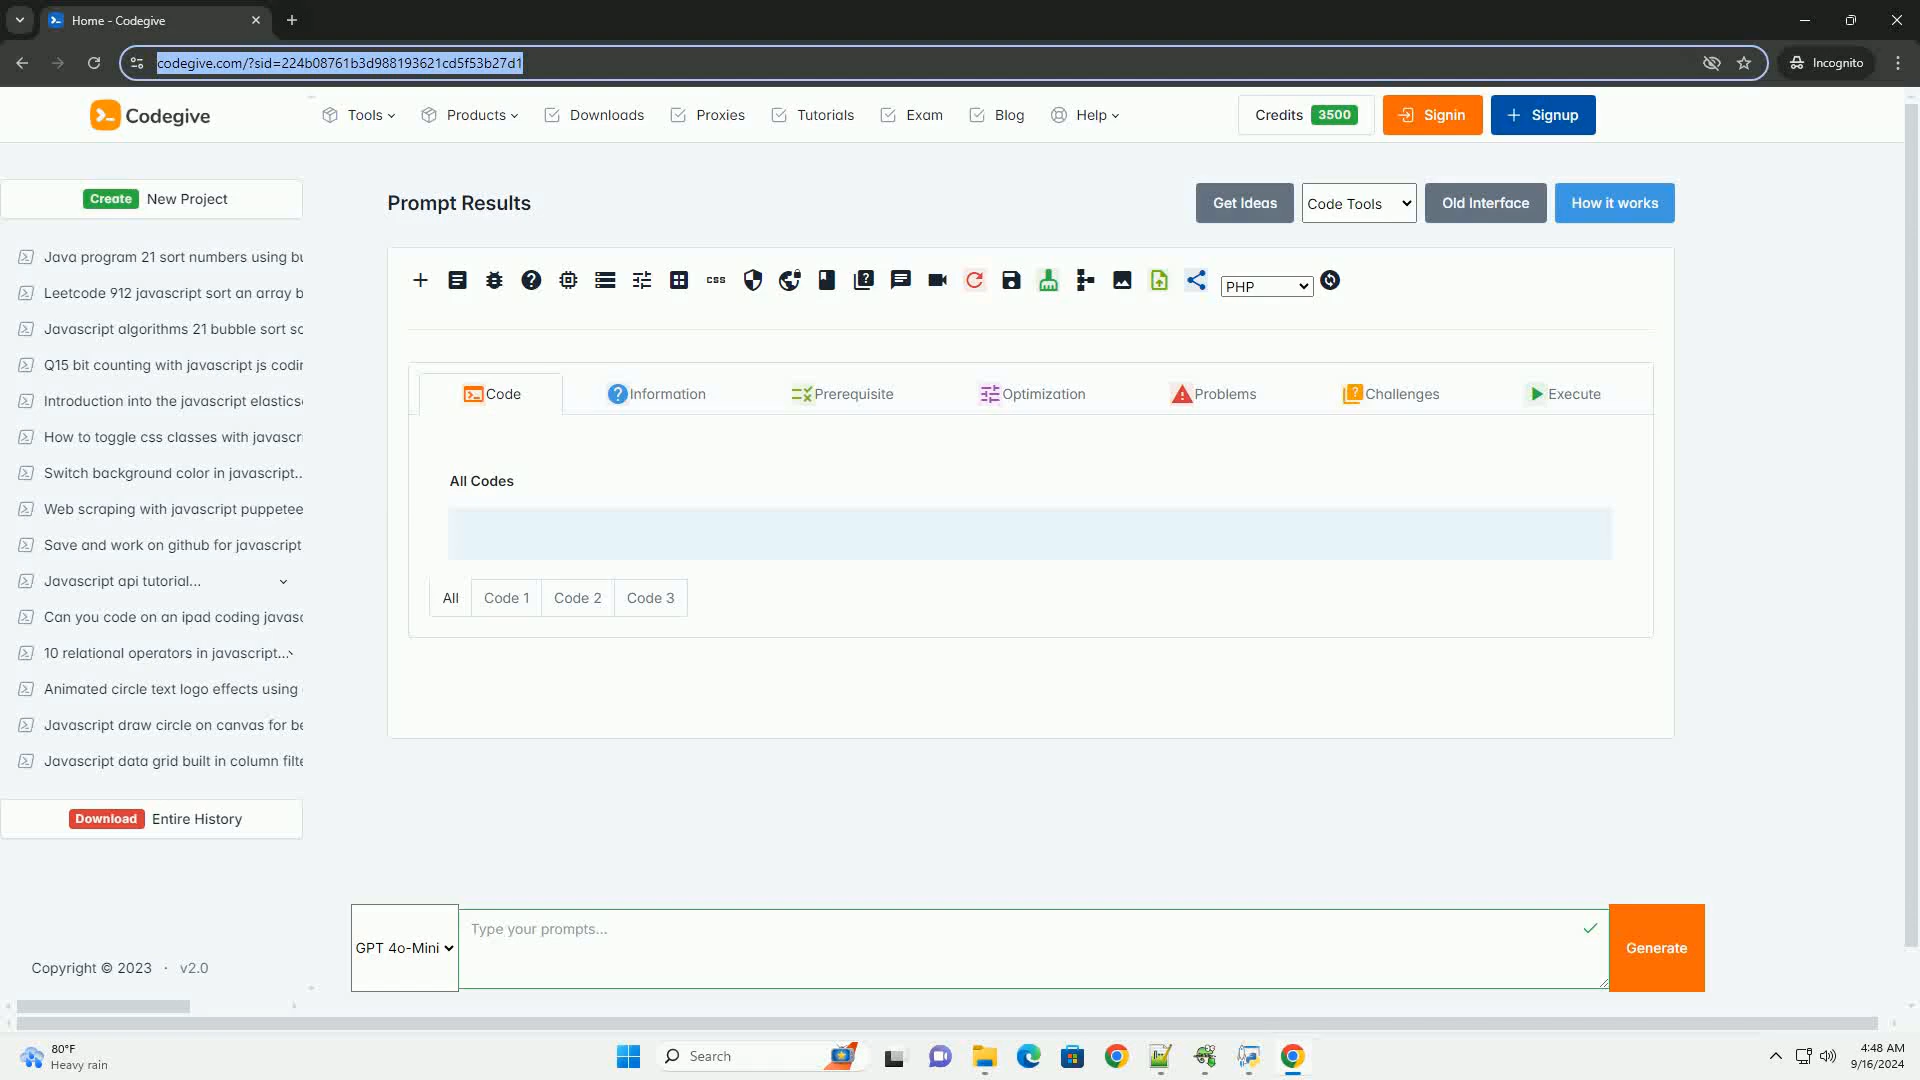 Home - Codegive
codegive.com/?sid=224b08761b3d988193621cd5f53b27d1
Incognito
Codegive
Tools
Products
Downloads
Proxies
Tutorials
Exam
Blog
Help
Credits 3500
Signin
Signup
Create New Project
Java program 21 sort numbers using bu
Leetcode 912 javascript sort an array b
Javascript algorithms 21 bubble sort so
Q15 bit counting with javascript js codin
Introduction into the javascript elastics
How to toggle css classes with javascr
Switch background color in javascript...
Web scraping with javascript puppetee
Save and work on github for javascript
Javascript api tutorial...
Can you code on an ipad coding javasc
10 relational operators in javascript...
Animated circle text logo effects using
Javascript draw circle on canvas for be
Javascript data grid built in column filte
Download Entire History
Copyright © 2023 · v2.0
Prompt Results
Get Ideas
Code Tools
Old Interface
How it works
css
PHP
Code
Information
Prerequisite
Optimization
Problems
Challenges
Execute
All Codes
All
Code 1
Code 2
Code 3
GPT 4o-Mini
Type your prompts...
Generate
80°F
Heavy rain
Search
4:48 AM
9/16/2024